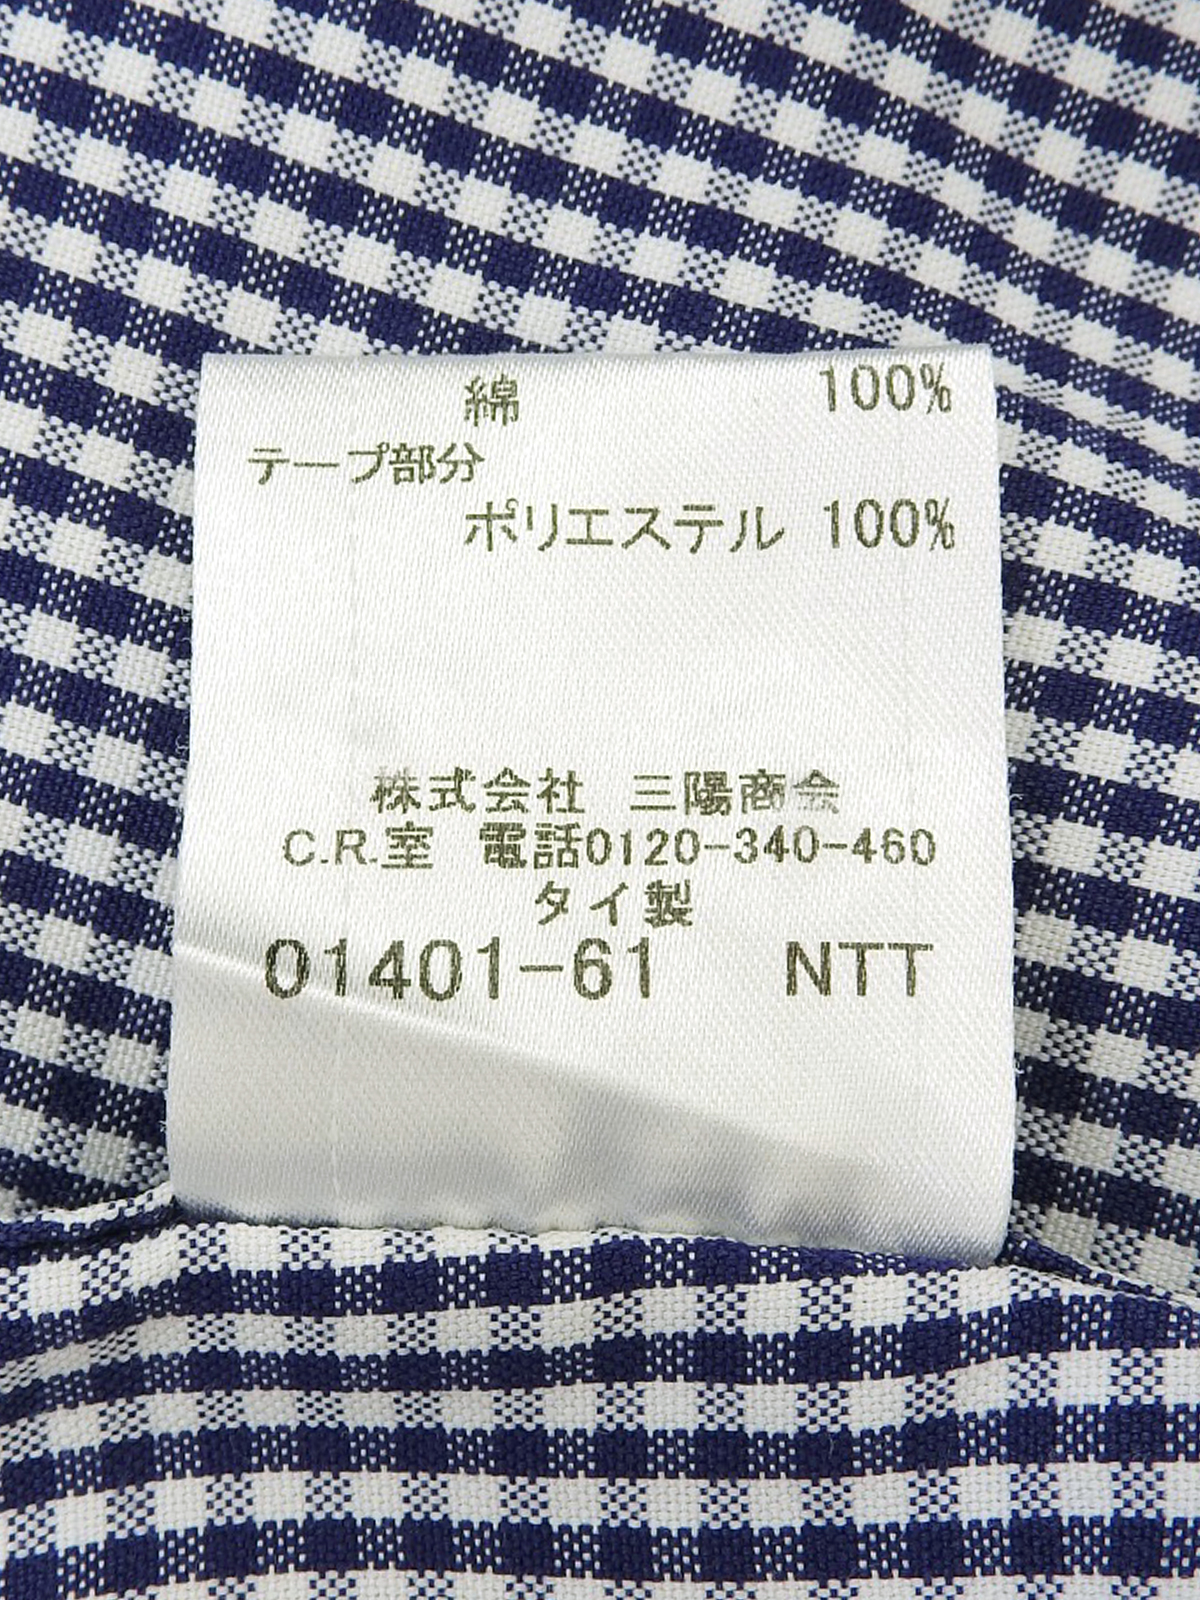 綿 100%
テープ部分
ポリエステル 100%
株式会社 三陽商会
C.R.室 電話0120-340-460
タイ製
01401-61 NTT